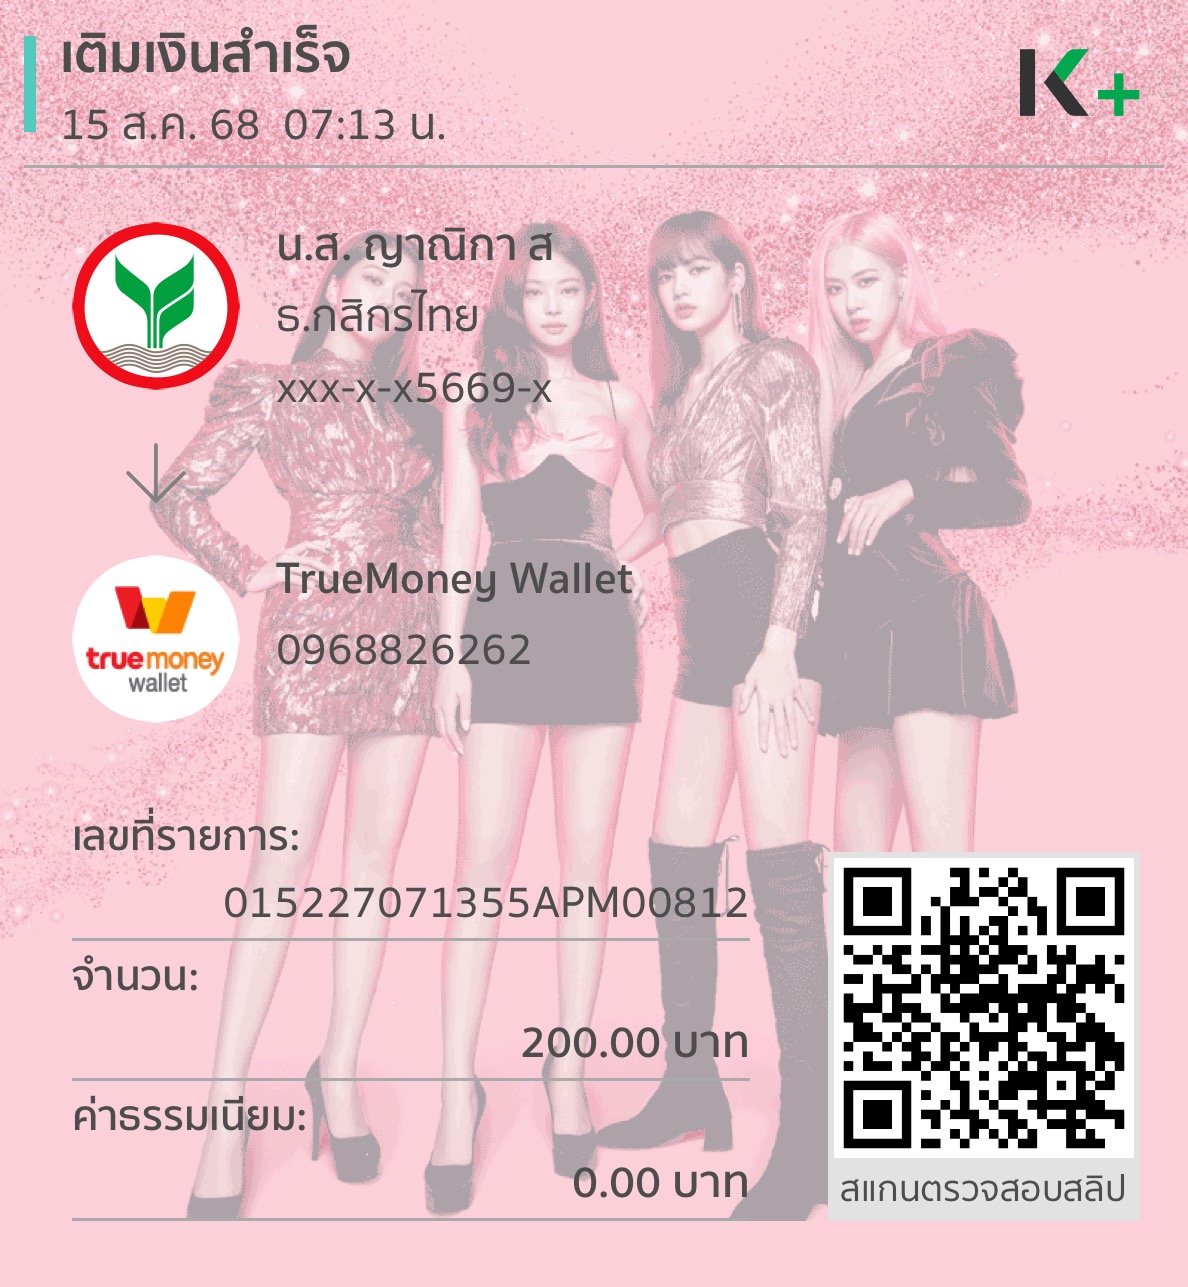 เติมเงินสำเร็จ
15 ส.ค. 68 07:13 น.
K+
น.ส. ญาณิกา ส
ธ.กสิกรไทย
xxx-x-x5669-x
truemoney
wallet
TrueMoney Wallet
0968826262
เลขที่รายการ:
015227071355APM00812
จำนวน:
200.00 บาท
ค่าธรรมเนียม:
0.00 บาท
สแกนตรวจสอบสลิป